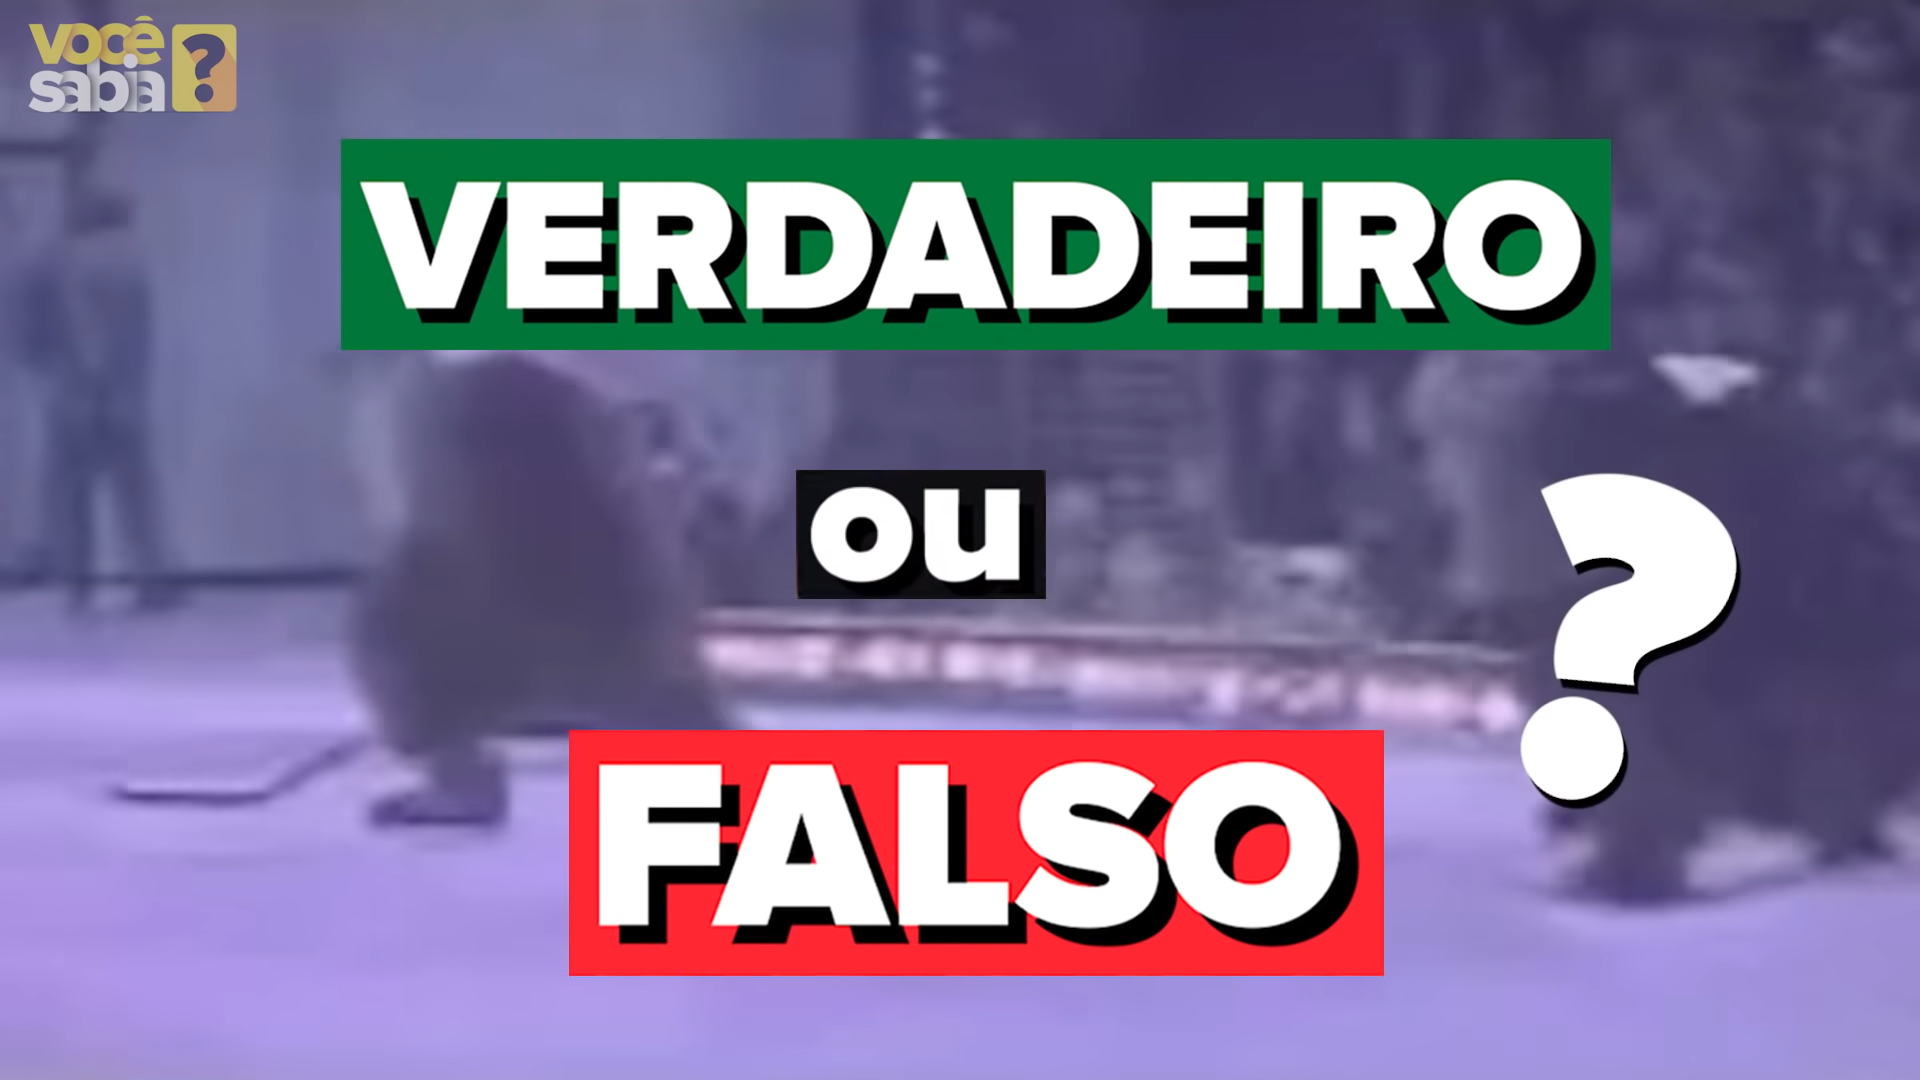 você
sabia ?
VERDADEIRO
ou
?
FALSO